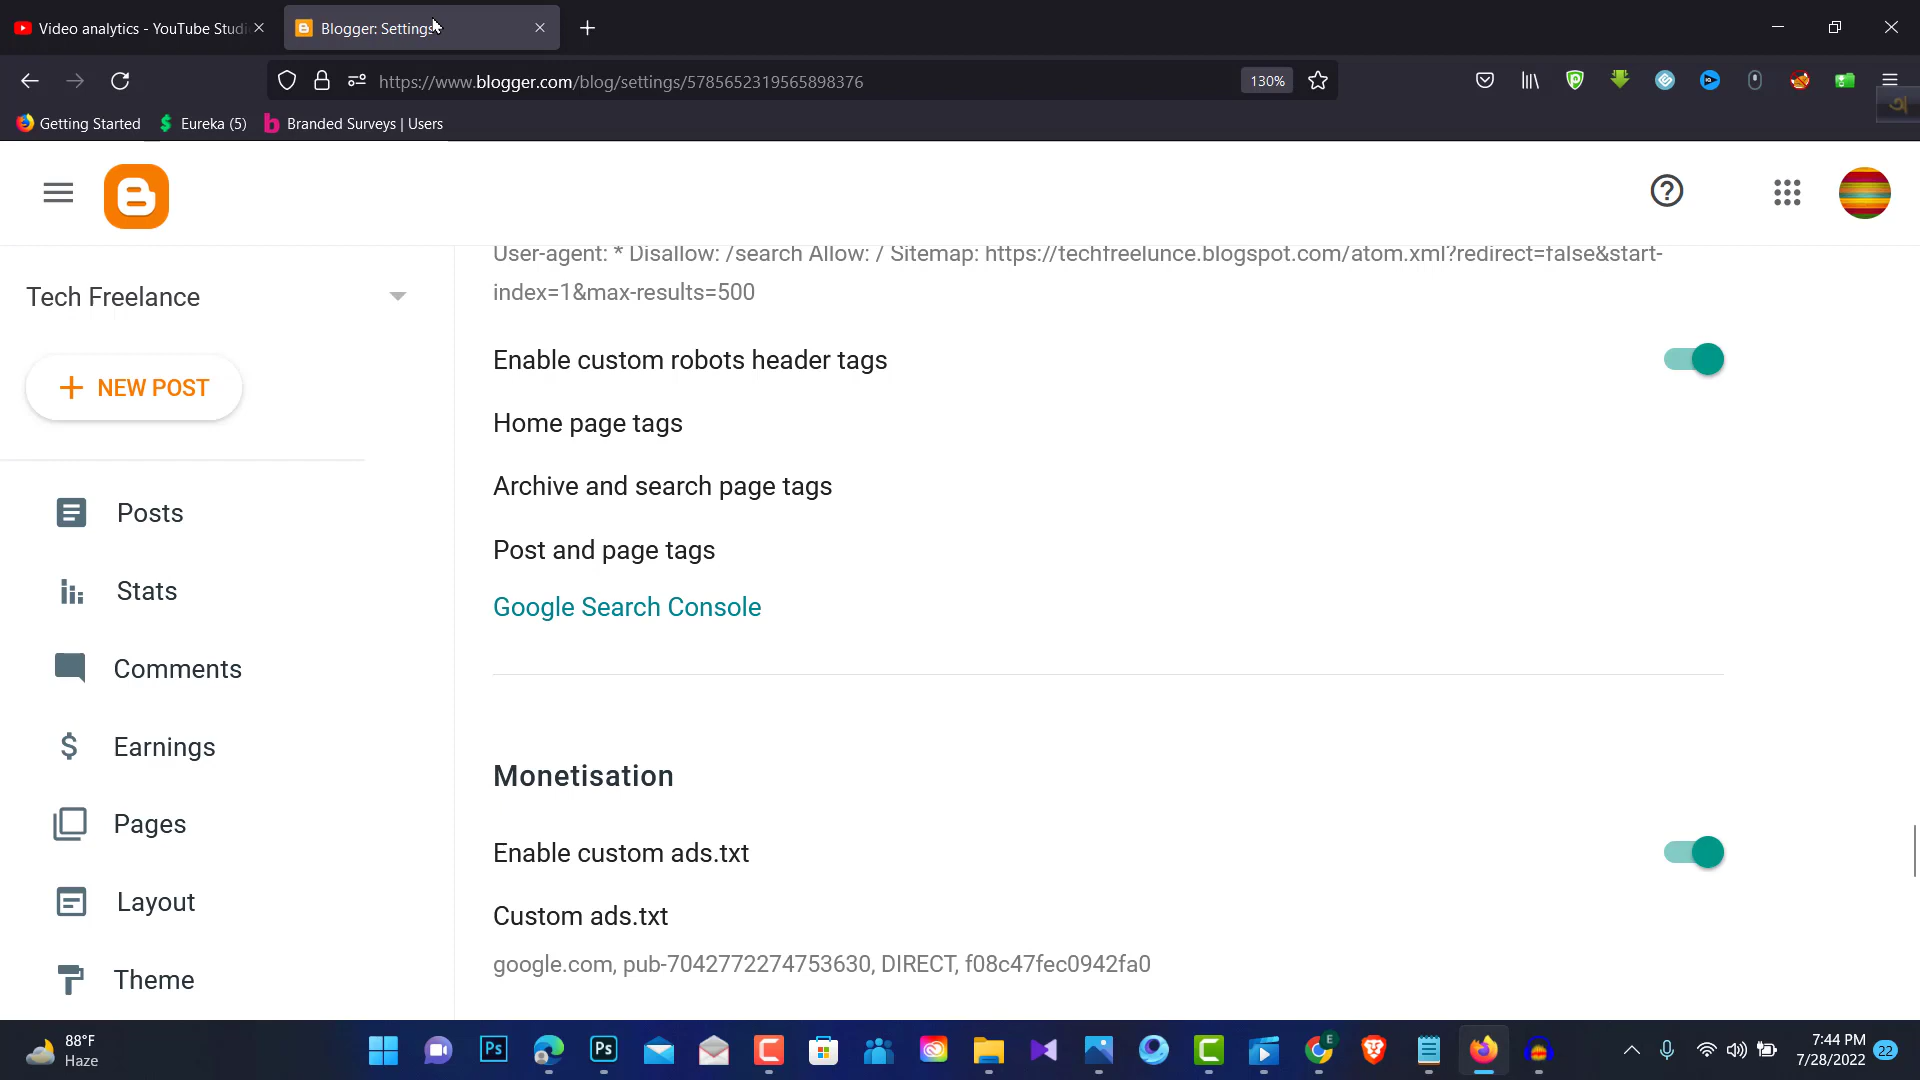 Video analytics - YouTube Studi
Blogger: Settings
https://www.blogger.com/blog/settings/5785652319565898376
130%
Getting Started
Eureka (5)
Branded Surveys | Users
Tech Freelance
NEW POST
Posts
Stats
Comments
Earnings
Pages
Layout
Theme
User-agent: * Disallow: /search Allow: / Sitemap: https://techfreelunce.blogspot.com/atom.xml?redirect=false&start-
index=1&max-results=500
Enable custom robots header tags
Home page tags
Archive and search page tags
Post and page tags
Google Search Console
Monetisation
Enable custom ads.txt
Custom ads.txt
google.com, pub-7042772274753630, DIRECT, f08c47fec0942fa0
88°F
Haze
Ps
Ps
E
7:44 PM
7/28/2022
22